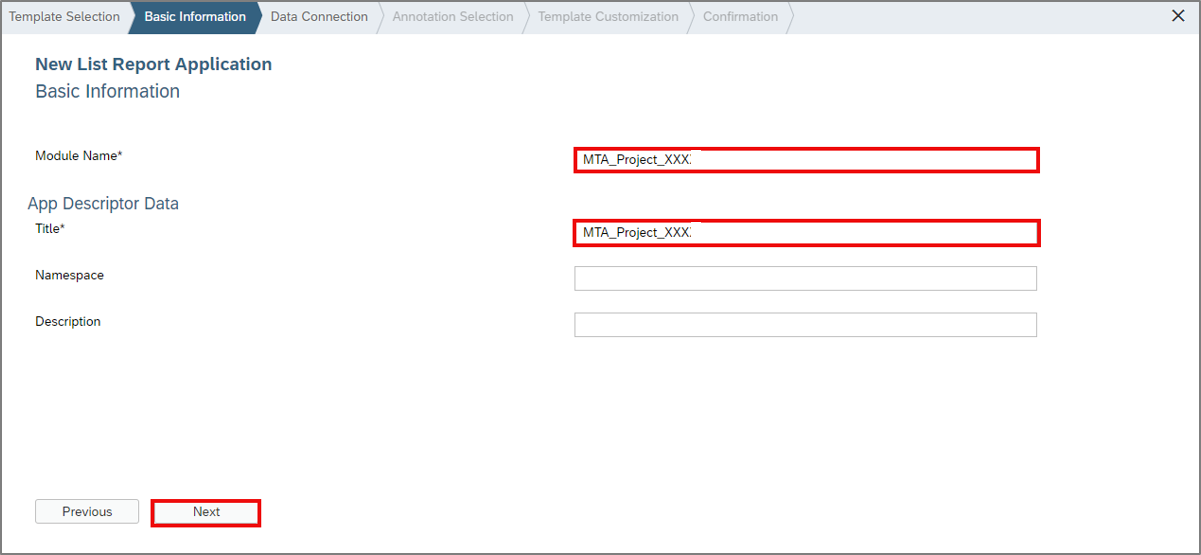 Template Selection Basic Information Data Connection Annotation Selection Template Customization Confirmation
New List Report Application
Basic Information
Module Name* MTA_Project_XXX
App Descriptor Data
Title* MTA_Project_XXX
Namespace
Description
Previous Next